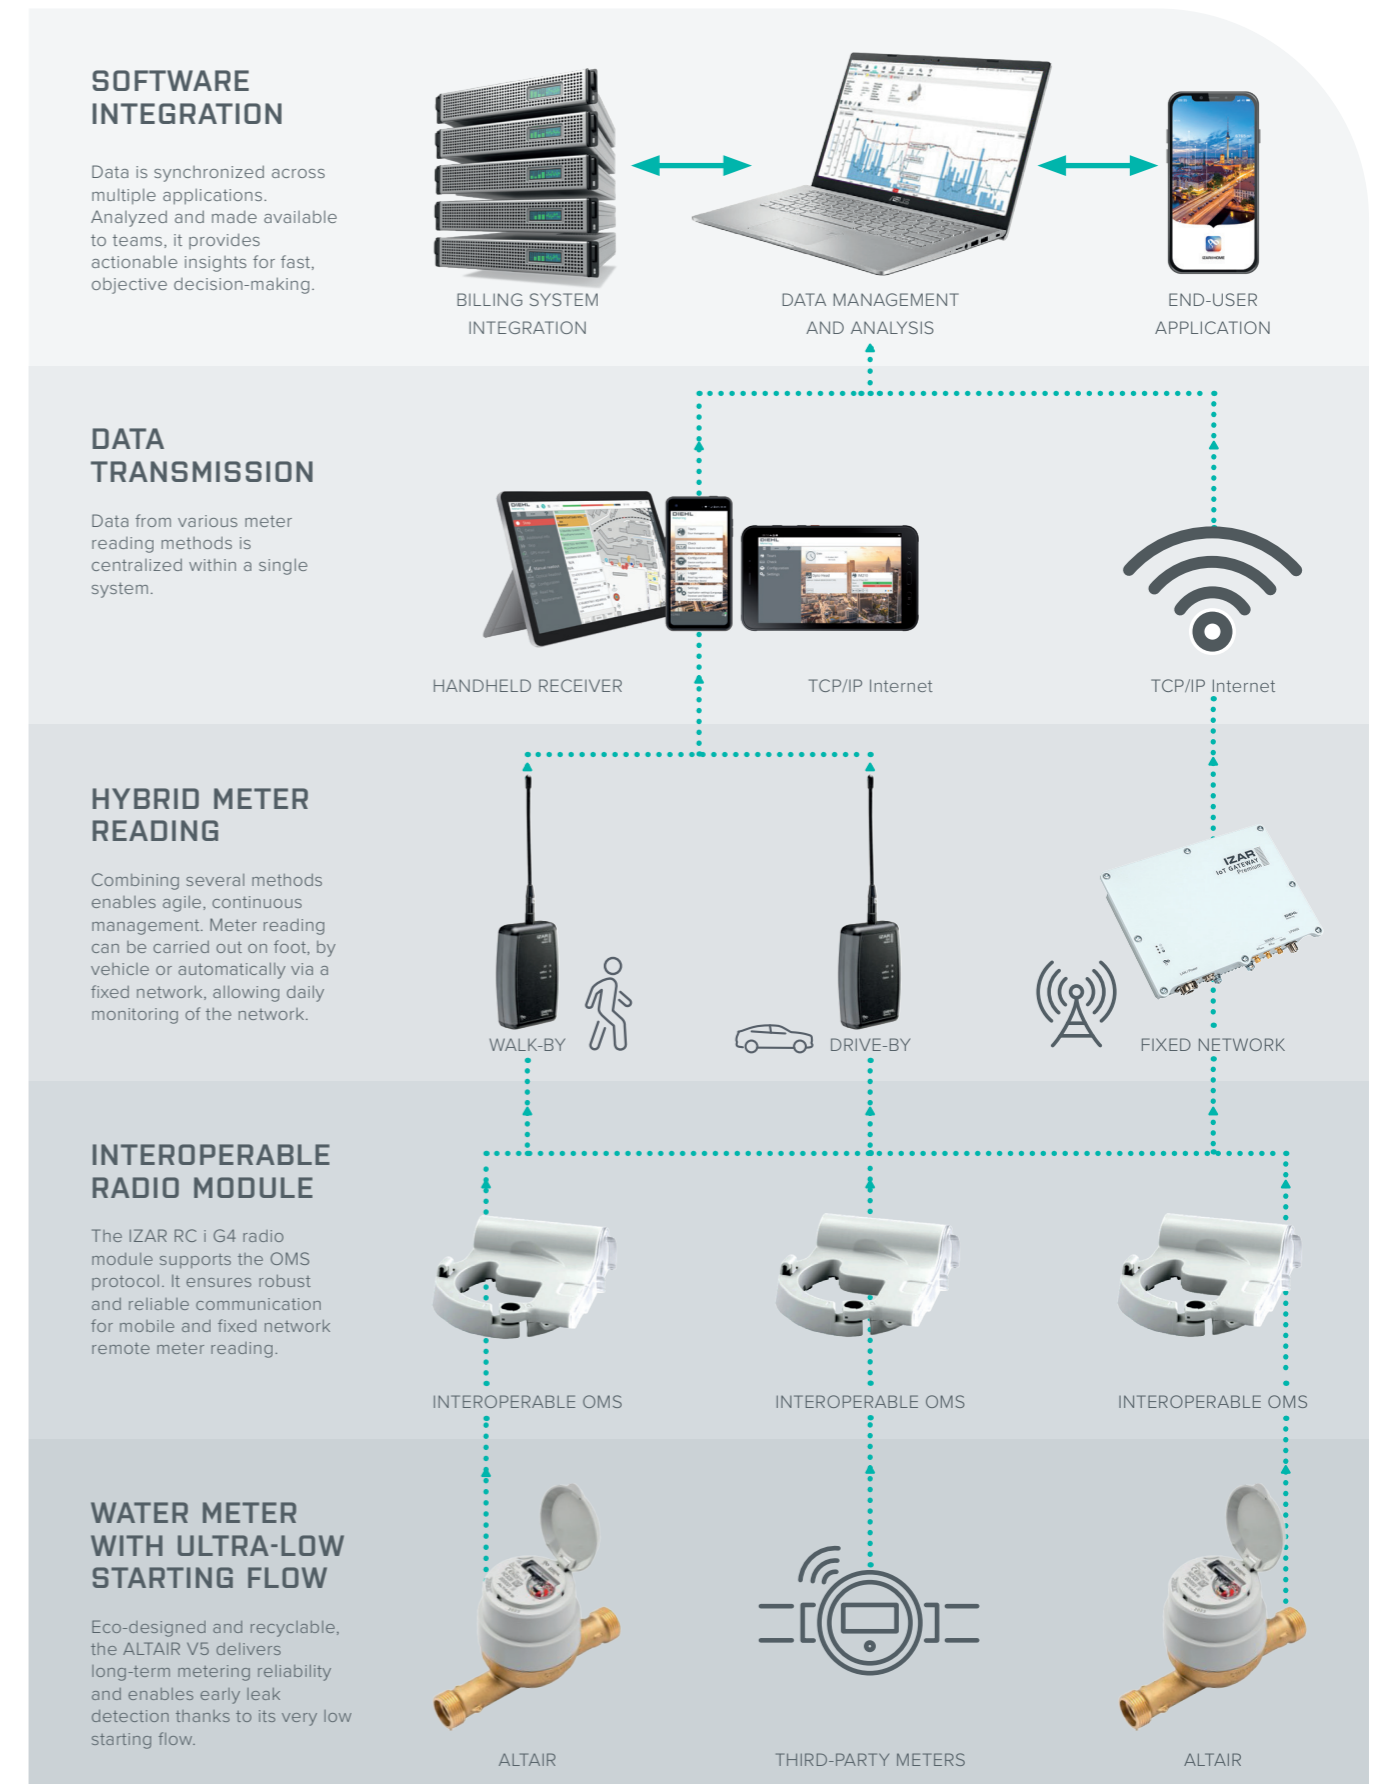 SOFTWARE
INTEGRATION
Data is synchronized across
multiple applications.
Analyzed and made available
to teams, it provides
actionable insights for fast,
objective decision-making.
BILLING SYSTEM
INTEGRATION
DATA MANAGEMENT
AND ANALYSIS
END-USER
APPLICATION
DATA
TRANSMISSION
Data from various meter
reading methods is
centralized within a single
system.
DIEHL
DIEHL
DIEHL
HANDHELD RECEIVER
TCP/IP Internet
TCP/IP Internet
HYBRID METER
READING
Combining several methods
enables agile, continuous
management. Meter reading
can be carried out on foot, by
vehicle or automatically via a
fixed network, allowing daily
monitoring of the network.
IZAR
IoT GATEWAY
Premium
WALK-BY
DRIVE-BY
FIXED NETWORK
INTEROPERABLE
RADIO MODULE
The IZAR RC i G4 radio
module supports the OMS
protocol. It ensures robust
and reliable communication
for mobile and fixed network
remote meter reading.
INTEROPERABLE OMS
INTEROPERABLE OMS
INTEROPERABLE OMS
WATER METER
WITH ULTRA-LOW
STARTING FLOW
Eco-designed and recyclable,
the ALTAIR V5 delivers
long-term metering reliability
and enables early leak
detection thanks to its very low
starting flow.
ALTAIR
THIRD-PARTY METERS
ALTAIR